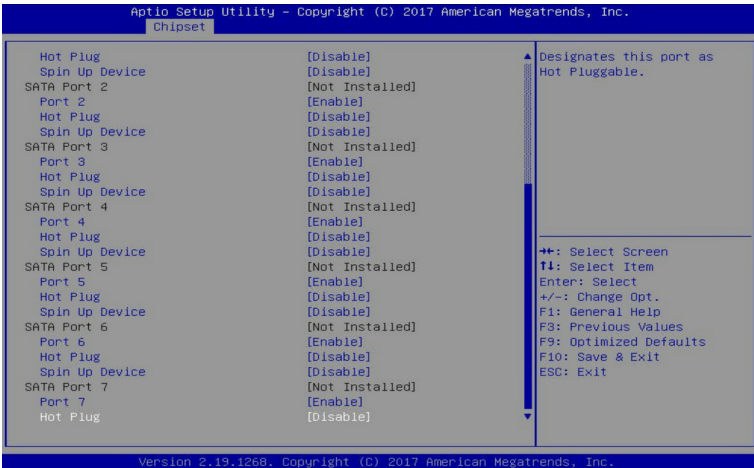 Aptio Setup Utility – Copyright (C) 2017 American Megatrends, Inc.
Chipset
Hot Plug [Disable]
Spin Up Device [Disable]
SATA Port 2 [Not Installed]
Port 2 [Enable]
Hot Plug [Disable]
Spin Up Device [Disable]
SATA Port 3 [Not Installed]
Port 3 [Enable]
Hot Plug [Disable]
Spin Up Device [Disable]
SATA Port 4 [Not Installed]
Port 4 [Enable]
Hot Plug [Disable]
Spin Up Device [Disable]
SATA Port 5 [Not Installed]
Port 5 [Enable]
Hot Plug [Disable]
Spin Up Device [Disable]
SATA Port 6 [Not Installed]
Port 6 [Enable]
Hot Plug [Disable]
Spin Up Device [Disable]
SATA Port 7 [Not Installed]
Port 7 [Enable]
Hot Plug [Disable]
Designates this port as
Hot Pluggable.
→←: Select Screen
↑↓: Select Item
Enter: Select
+/-: Change Opt.
F1: General Help
F3: Previous Values
F9: Optimized Defaults
F10: Save & Exit
ESC: Exit
Version 2.19.1268. Copyright (C) 2017 American Megatrends, Inc.